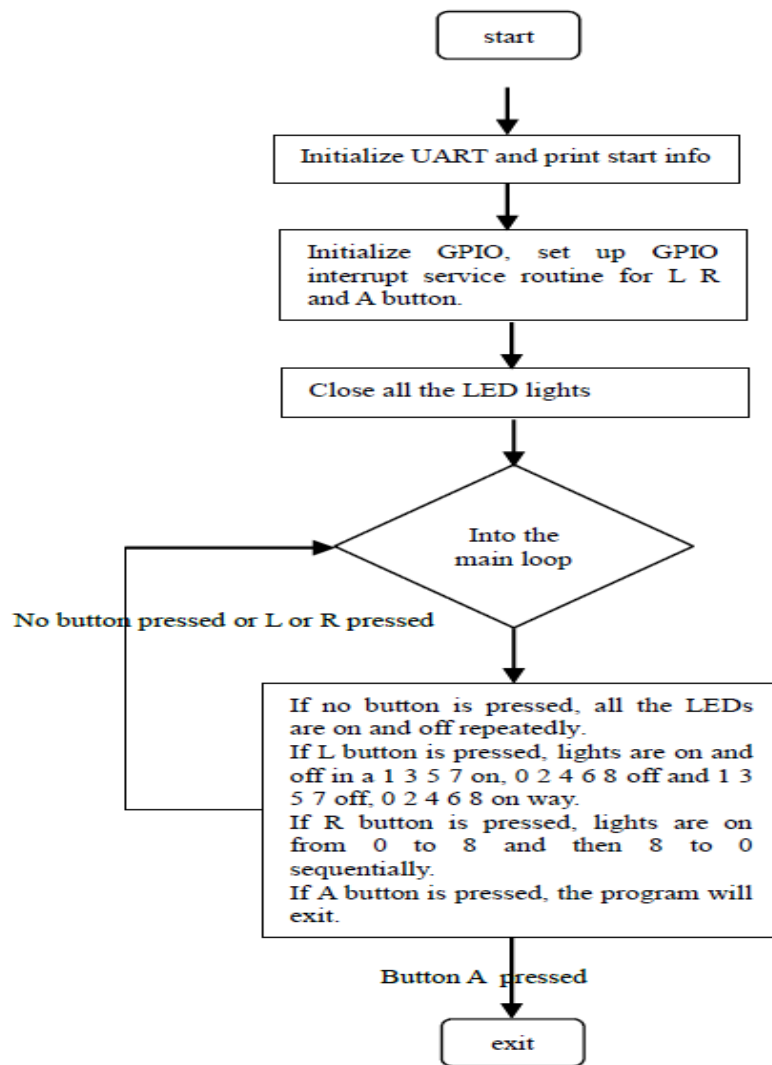 start
Initialize UART and print start info
Initialize GPIO, set up GPIO
interrupt service routine for L R
and A button.
Close all the LED lights
Into the
main loop
No button pressed or L or R pressed
If no button is pressed, all the LEDs
are on and off repeatedly.
If L button is pressed, lights are on and
off in a 1 3 5 7 on, 0 2 4 6 8 off and 1 3
5 7 off, 0 2 4 6 8 on way.
If R button is pressed, lights are on
from 0 to 8 and then 8 to 0
sequentially.
If A button is pressed, the program will
exit.
Button A pressed
exit